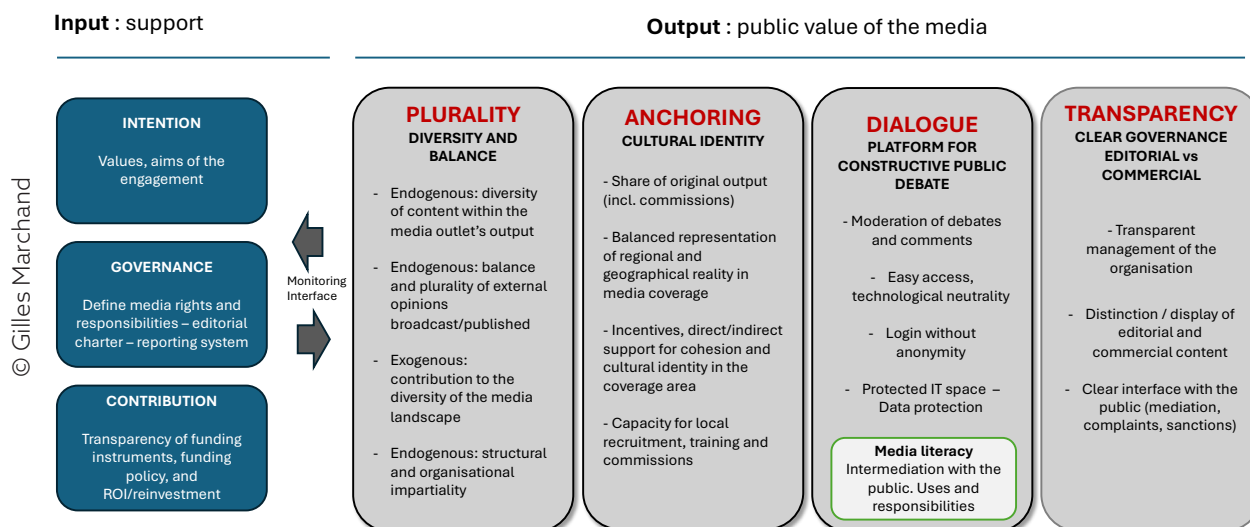 Input : support
Output : public value of the media
© Gilles Marchand
INTENTION
Values, aims of the
engagement
GOVERNANCE
Define media rights and
responsibilities – editorial
charter – reporting system
CONTRIBUTION
Transparency of funding
instruments, funding
policy, and
ROI/reinvestment
Monitoring
Interface
PLURALITY
DIVERSITY AND
BALANCE
- Endogenous: diversity
of content within the
media outlet's output
- Endogenous: balance
and plurality of external
opinions
broadcast/published
- Exogenous:
contribution to the
diversity of the media
landscape
- Endogenous: structural
and organisational
impartiality
ANCHORING
CULTURAL IDENTITY
- Share of original output
(incl. commissions)
- Balanced representation
of regional and
geographical reality in
media coverage
- Incentives, direct/indirect
support for cohesion and
cultural identity in the
coverage area
- Capacity for local
recruitment, training and
commissions
DIALOGUE
PLATFORM FOR
CONSTRUCTIVE PUBLIC
DEBATE
- Moderation of debates
and comments
- Easy access,
technological neutrality
- Login without
anonymity
- Protected IT space –
Data protection
Media literacy
Intermediation with the
public. Uses and
responsibilities
TRANSPARENCY
CLEAR GOVERNANCE
EDITORIAL vs
COMMERCIAL
- Transparent
management of the
organisation
- Distinction / display of
editorial and
commercial content
- Clear interface with the
public (mediation,
complaints, sanctions)